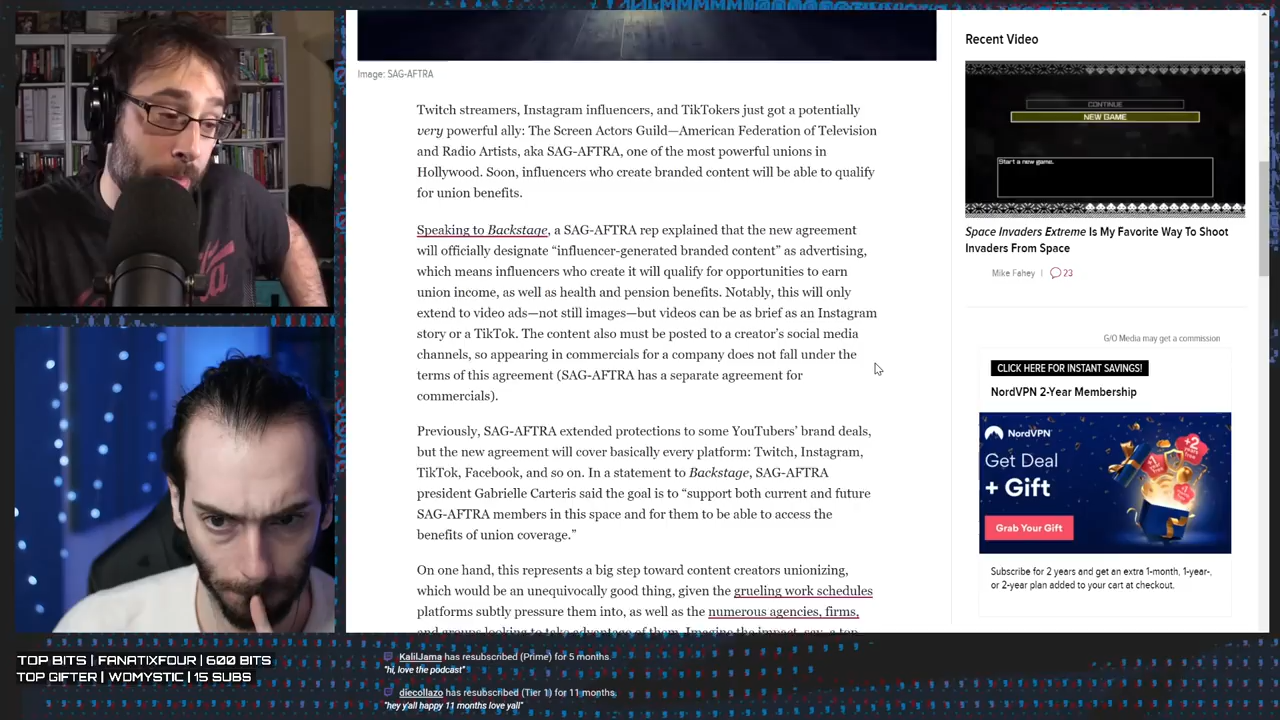 Image: SAG-AFTRA
Twitch streamers, Instagram influencers, and TikTokers just got a potentially
very powerful ally: The Screen Actors Guild—American Federation of Television
and Radio Artists, aka SAG-AFTRA, one of the most powerful unions in
Hollywood. Soon, influencers who create branded content will be able to qualify
for union benefits.
Speaking to Backstage, a SAG-AFTRA rep explained that the new agreement
will officially designate “influencer-generated branded content” as advertising,
which means influencers who create it will qualify for opportunities to earn
union income, as well as health and pension benefits. Notably, this will only
extend to video ads—not still images—but videos can be as brief as an Instagram
story or a TikTok. The content also must be posted to a creator’s social media
channels, so appearing in commercials for a company does not fall under the
terms of this agreement (SAG-AFTRA has a separate agreement for
commercials).
Previously, SAG-AFTRA extended protections to some YouTubers’ brand deals,
but the new agreement will cover basically every platform: Twitch, Instagram,
TikTok, Facebook, and so on. In a statement to Backstage, SAG-AFTRA
president Gabrielle Carteris said the goal is to “support both current and future
SAG-AFTRA members in this space and for them to be able to access the
benefits of union coverage.”
On one hand, this represents a big step toward content creators unionizing,
which would be an unequivocally good thing, given the grueling work schedules
platforms subtly pressure them into, as well as the numerous agencies, firms,
and groups looking to take advantage of them. Imagine the impact, say, a top
Recent Video
CONTINUE
NEW GAME
Start a new game.
Space Invaders Extreme Is My Favorite Way To Shoot
Invaders From Space
Mike Fahey | 23
G/O Media may get a commission
CLICK HERE FOR INSTANT SAVINGS!
NordVPN 2-Year Membership
NordVPN
Get Deal
+ Gift
Grab Your Gift
Subscribe for 2 years and get an extra 1-month, 1-year-,
or 2-year plan added to your cart at checkout.
TOP BITS | FANATIXFOUR | 600 BITS
TOP GIFTER | WDMYSTIC | 15 SUBS
KalilJama has resubscribed (Prime) for 5 months.
"hi, love the podcast"
diecollazo has resubscribed (Tier 1) for 11 months.
"hey y'all happy 11 months love yall"